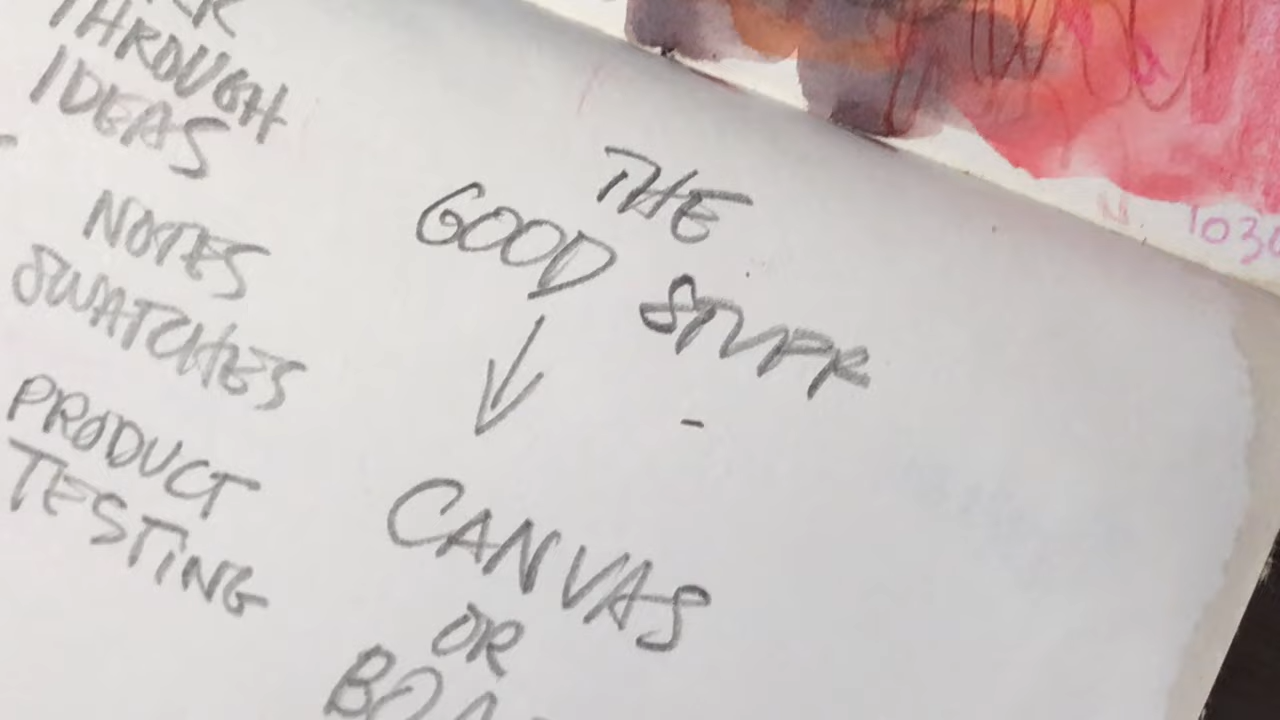 THROUGH
IDEAS
NOTES
SWATCHES
PRODUCT
TESTING
THE
GOOD STUFF
CANVAS
OR